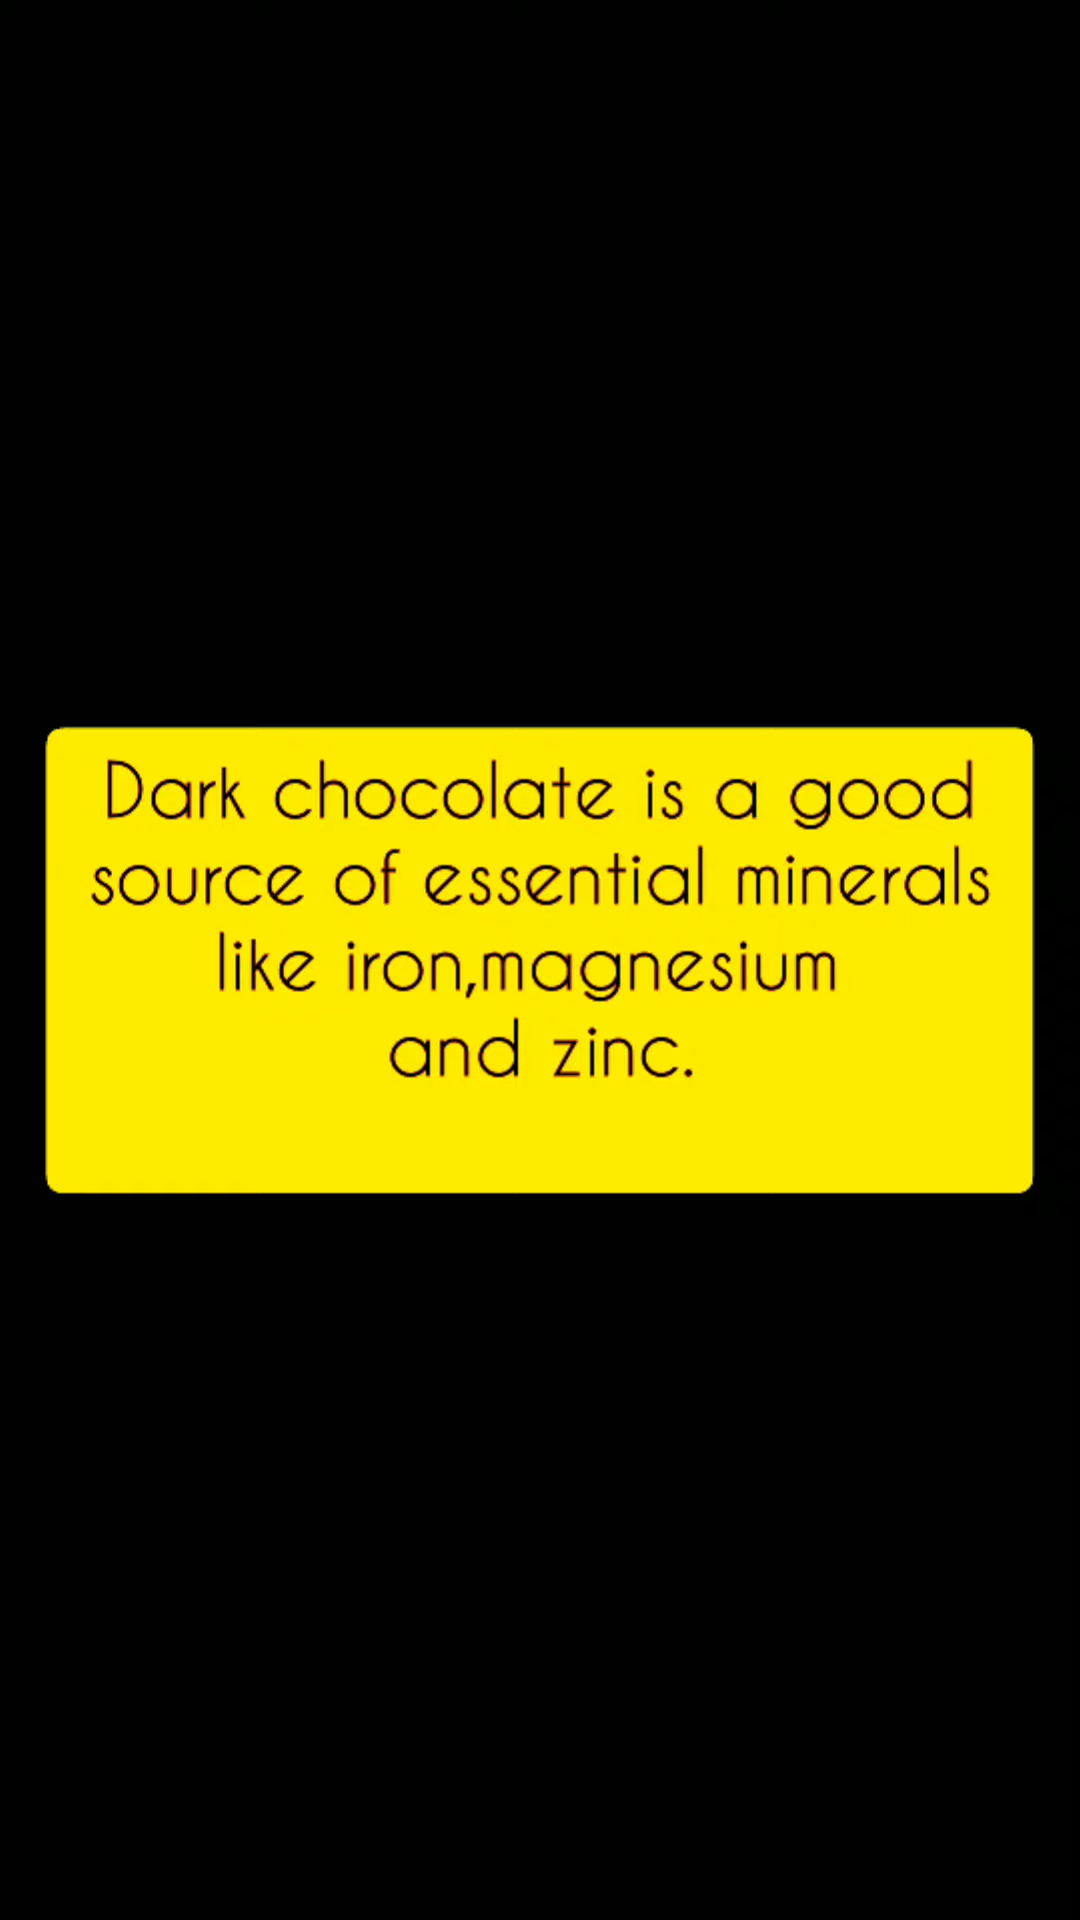 Dark chocolate is a good
source of essential minerals
like iron,magnesium
and zinc.